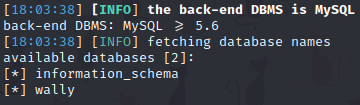 [18:03:38] [INFO] the back-end DBMS is MySQL
back-end DBMS: MySQL ⩾ 5.6
[18:03:38] [INFO] fetching database names
available databases [2]:
[*] information_schema
[*] wally